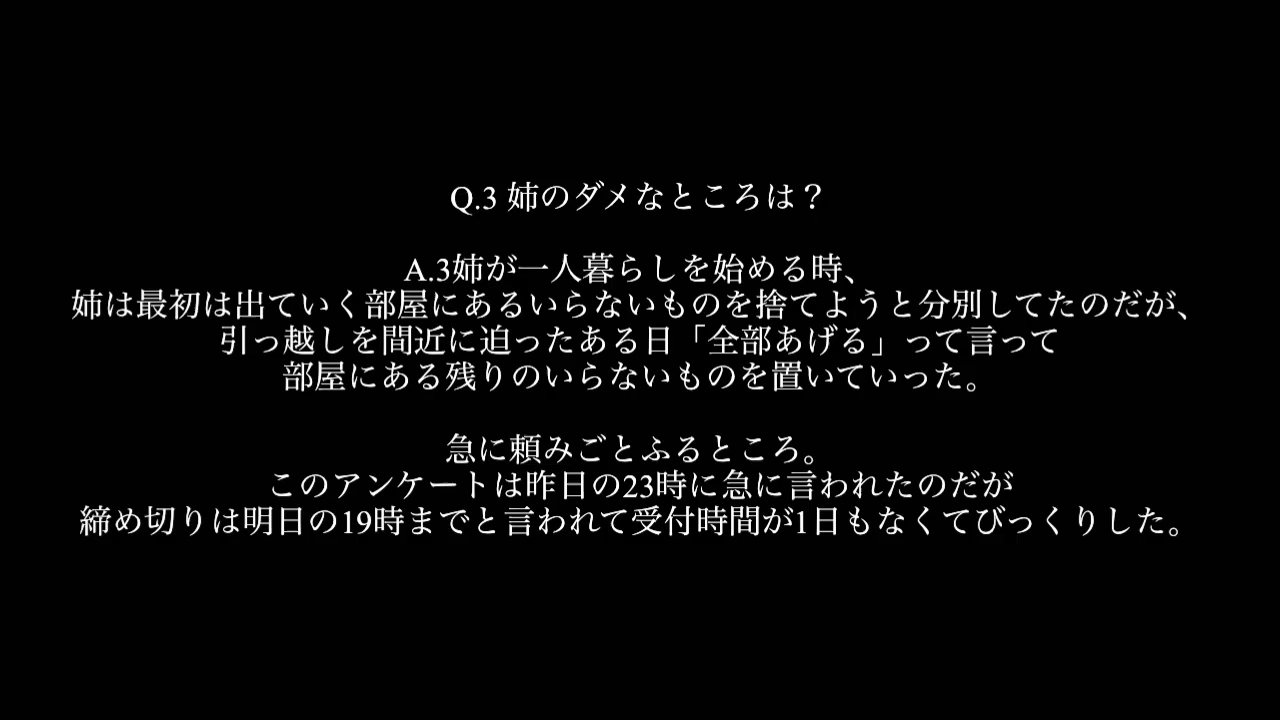 Q.3 姉のダメなところは？
A.3姉が一人暮らしを始める時、
姉は最初は出ていく部屋にあるいらないものを捨てようと分別してたのだが、
引っ越しを間近に迫ったある日「全部あげる」って言って
部屋にある残りのいらないものを置いていった。
急に頼みごとふるところ。
このアンケートは昨日の23時に急に言われたのだが
締め切りは明日の19時までと言われて受付時間が1日もなくてびっくりした。